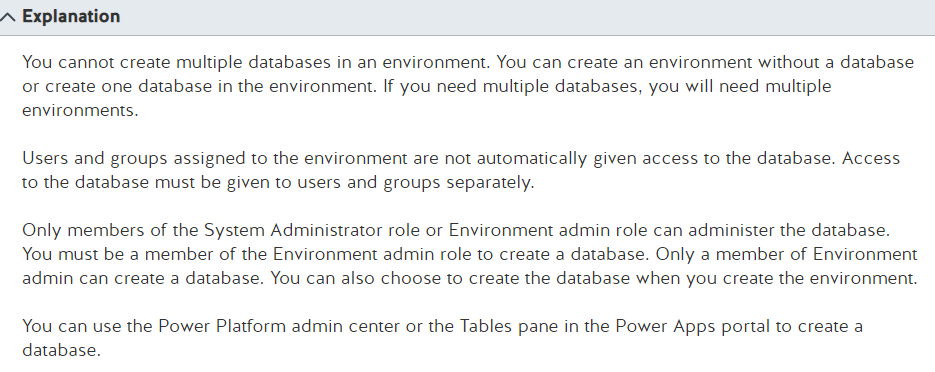 Explanation
You cannot create multiple databases in an environment. You can create an environment without a database
or create one database in the environment. If you need multiple databases, you will need multiple
environments.
Users and groups assigned to the environment are not automatically given access to the database. Access
to the database must be given to users and groups separately.
Only members of the System Administrator role or Environment admin role can administer the database.
You must be a member of the Environment admin role to create a database. Only a member of Environment
admin can create a database. You can also choose to create the database when you create the environment.
You can use the Power Platform admin center or the Tables pane in the Power Apps portal to create a
database.